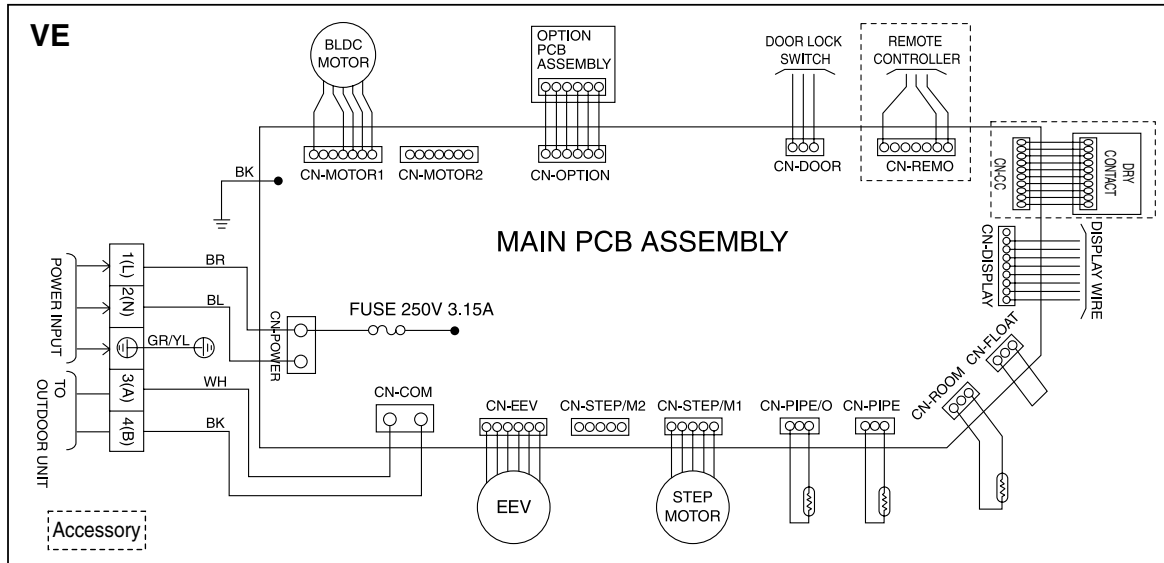 VE
BLDC
MOTOR
OPTION
PCB
ASSEMBLY
DOOR LOCK
SWITCH
REMOTE
CONTROLLER
CN-MOTOR1
CN-MOTOR2
CN-OPTION
CN-DOOR
CN-REMO
CN-CC
DRY
CONTACT
BK
MAIN PCB ASSEMBLY
CN-DISPLAY
DISPLAY WIRE
POWER INPUT
1(L)
BR
2(N)
BL
GR/YL
CN-POWER
FUSE 250V 3.15A
TO
OUTDOOR UNIT
3(A)
WH
4(B)
BK
CN-COM
CN-EEV
CN-STEP/M2
CN-STEP/M1
CN-PIPE/O
CN-PIPE
CN-ROOM
CN-FLOAT
EEV
STEP
MOTOR
Accessory